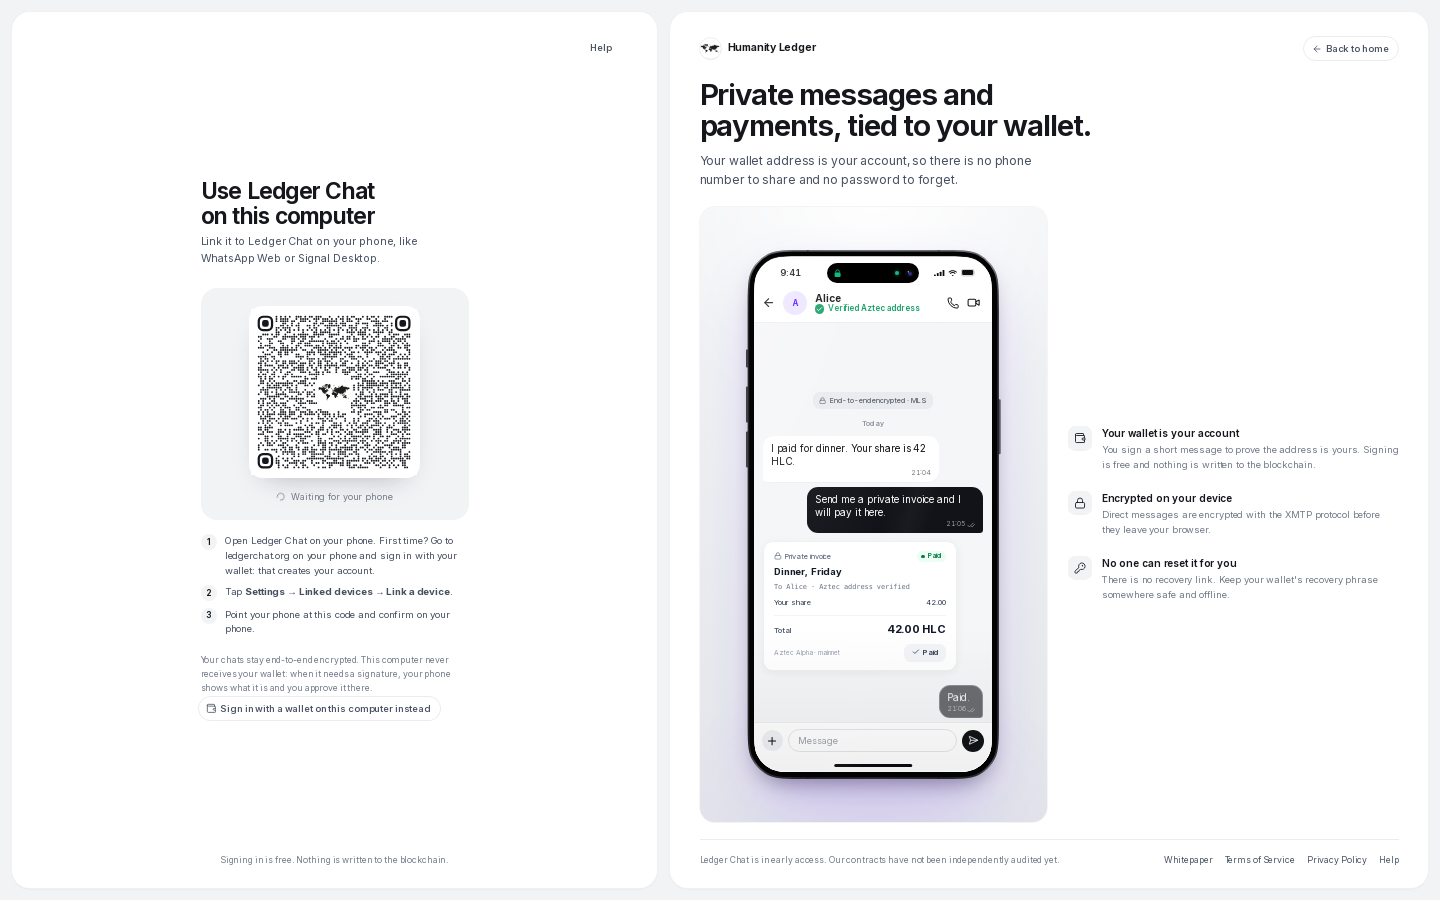 Help
Use Ledger Chat
on this computer
Link it to Ledger Chat on your phone, like
WhatsApp Web or Signal Desktop.
Waiting for your phone
1 Open Ledger Chat on your phone. First time? Go to
ledgerchat.org on your phone and sign in with your
wallet: that creates your account.
2 Tap Settings → Linked devices → Link a device.
3 Point your phone at this code and confirm on your
phone.
Your chats stay end-to-end encrypted. This computer never
receives your wallet: when it needs a signature, your phone
shows what it is and you approve it there.
Sign in with a wallet on this computer instead
Signing in is free. Nothing is written to the blockchain.
Humanity Ledger
← Back to home
Private messages and
payments, tied to your wallet.
Your wallet address is your account, so there is no phone
number to share and no password to forget.
9:41
A
Alice
Verified Aztec address
End-to-end encrypted · MLS
Today
I paid for dinner. Your share is 42
HLC.
21:04
Send me a private invoice and I
will pay it here.
21:05
Private invoice
Paid
Dinner, Friday
To Alice · Aztec address verified
Your share 42.00
Total 42.00 HLC
Aztec Alpha · mainnet
Paid
Paid.
21:06
Message
Your wallet is your account
You sign a short message to prove the address is yours. Signing
is free and nothing is written to the blockchain.
Encrypted on your device
Direct messages are encrypted with the XMTP protocol before
they leave your browser.
No one can reset it for you
There is no recovery link. Keep your wallet's recovery phrase
somewhere safe and offline.
Ledger Chat is in early access. Our contracts have not been independently audited yet.
Whitepaper Terms of Service Privacy Policy Help